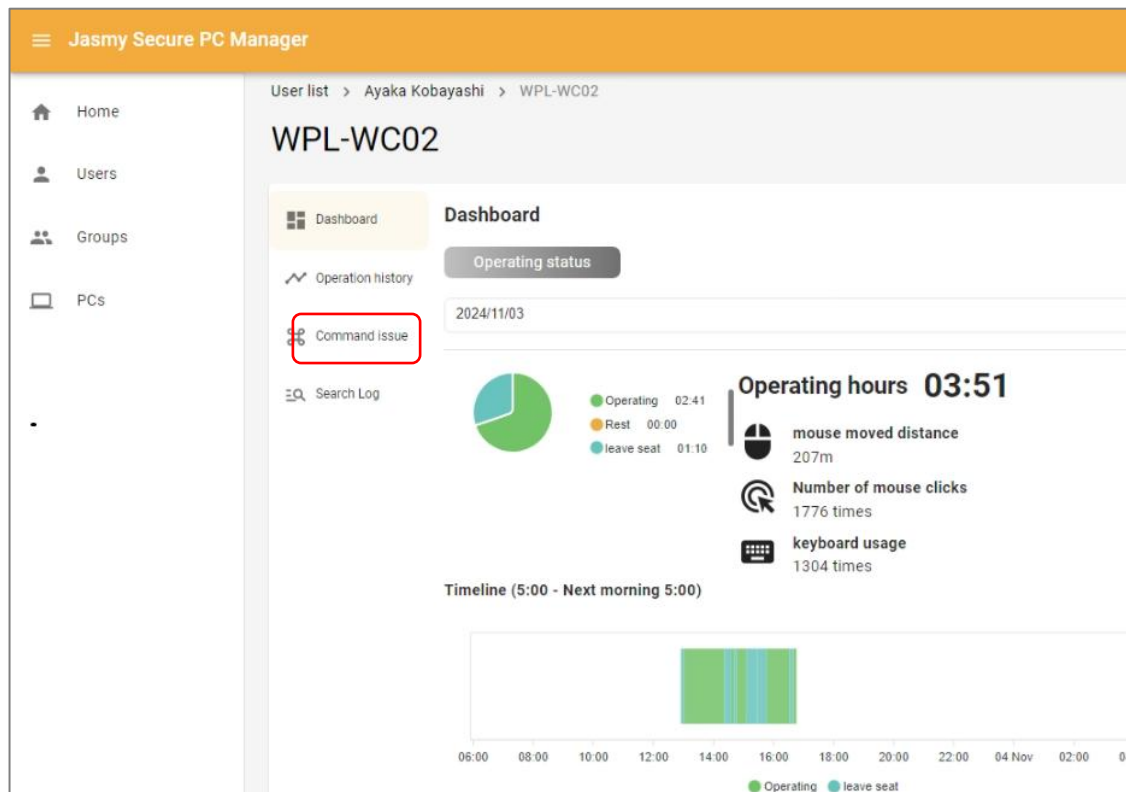 Jasmy Secure PC Manager
Home
Users
Groups
PCs
User list > Ayaka Kobayashi > WPL-WC02
WPL-WC02
Dashboard
Operation history
Command issue
Search Log
Dashboard
Operating status
2024/11/03
Operating 02:41
Rest 00:00
leave seat 01:10
Operating hours 03:51
mouse moved distance
207m
Number of mouse clicks
1776 times
keyboard usage
1304 times
Timeline (5:00 - Next morning 5:00)
06:00 08:00 10:00 12:00 14:00 16:00 18:00 20:00 22:00 04 Nov 02:00
Operating leave seat